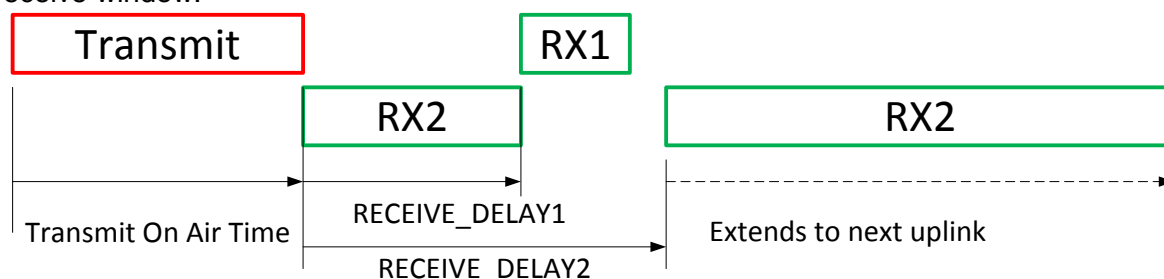 Transmit
RX1
RX2
RX2
RECEIVE_DELAY1
Transmit On Air Time
Extends to next uplink
RECEIVE_DELAY2